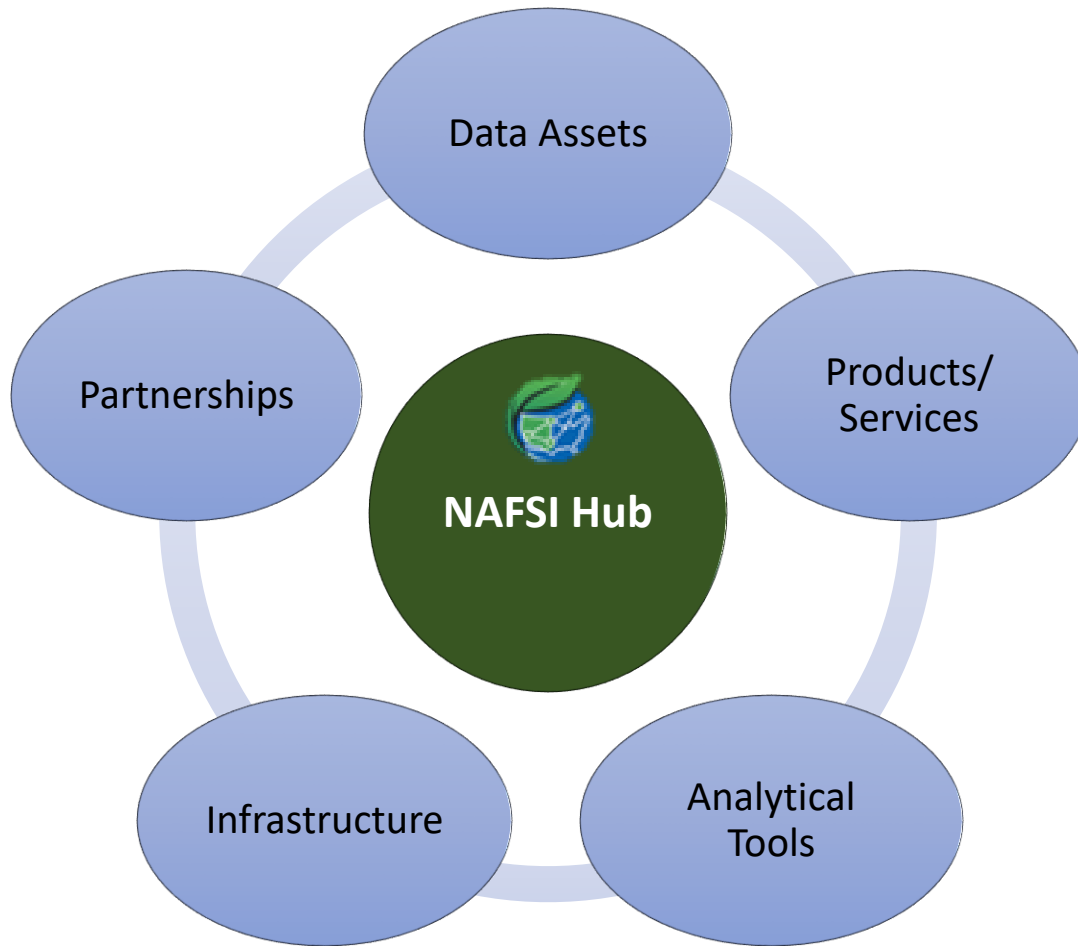 Data Assets
Products/
Services
Partnerships
NAFSI Hub
Analytical
Tools
Infrastructure